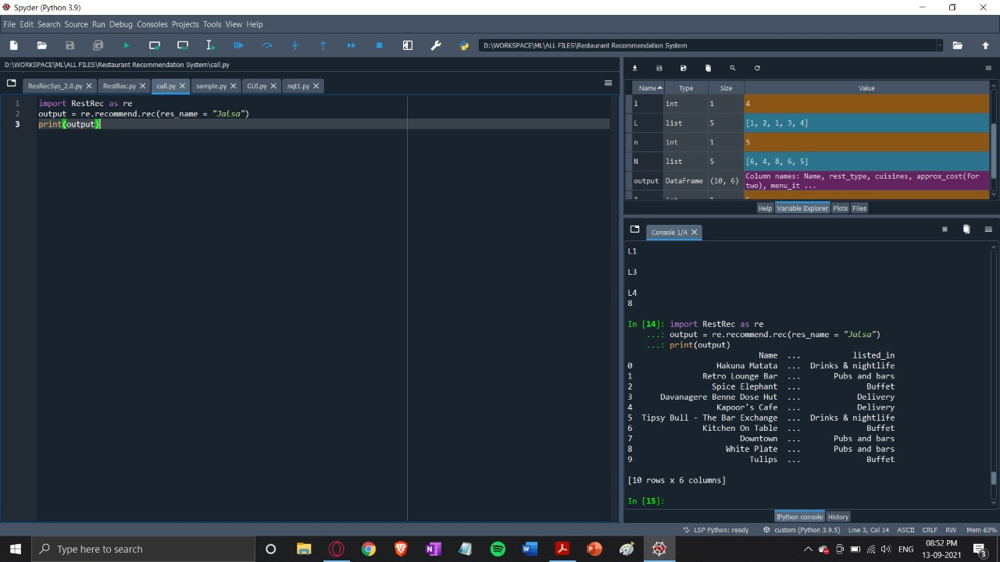 Spyder (Python 3.9)
File Edit Search Source Run Debug Consoles Projects Tools View Help
D:\WORKSPACE\ML\ALL FILES\Restaurant Recommendation System
D:\WORKSPACE\ML\ALL FILES\Restaurant Recommendation System\call.py
ResRecSys_2.0.py RestRec.py call.py sample.py GUI.py nqt1.py
1 import RestRec as re
2 output = re.recommend.rec(res_name = "Jalsa")
3 print(output)
Name Type Size Value
l int 1 4
L list 5 [1, 2, 1, 3, 4]
n int 1 5
N list 5 [6, 4, 8, 6, 5]
output DataFrame (10, 6) Column names: Name, rest_type, cuisines, approx_cost(for
two), menu_it ...
Help Variable Explorer Plots Files
Console 1/A
L1
L3
L4
8
In [14]: import RestRec as re
...: output = re.recommend.rec(res_name = "Jalsa")
...: print(output)
Name ... listed_in
0 Hakuna Matata ... Drinks & nightlife
1 Retro Lounge Bar ... Pubs and bars
2 Spice Elephant ... Buffet
3 Davanagere Benne Dose Hut ... Delivery
4 Kapoor's Cafe ... Delivery
5 Tipsy Bull - The Bar Exchange ... Drinks & nightlife
6 Kitchen On Table ... Buffet
7 Downtown ... Pubs and bars
8 White Plate ... Pubs and bars
9 Tulips ... Buffet
[10 rows x 6 columns]
In [15]:
IPython console History
LSP Python: ready custom (Python 3.9.5) Line 3, Col 14 ASCII CRLF RW Mem 63%
Type here to search
ENG
08:52 PM
13-09-2021
3